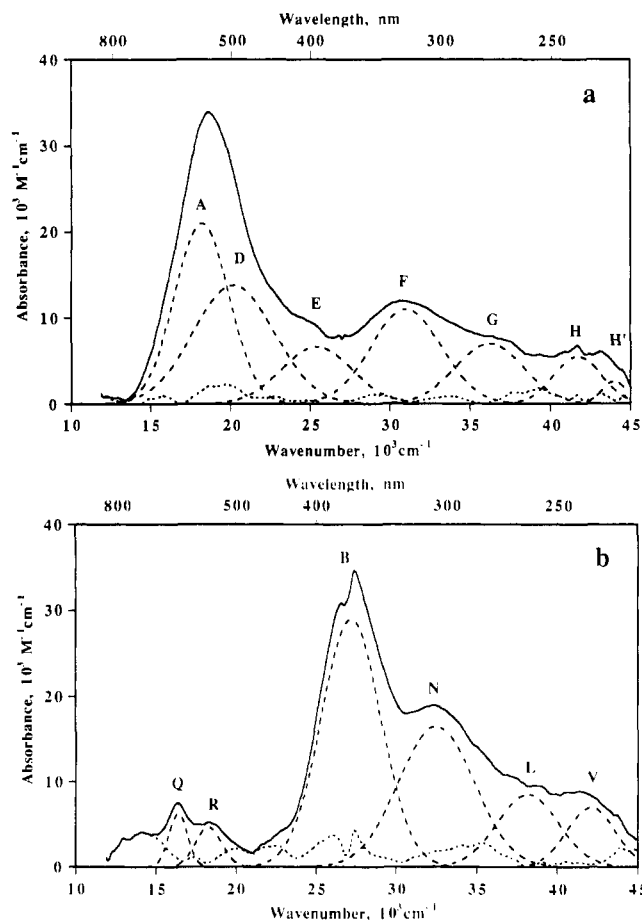 Wavelength, nm
800 500 400 300 250
40
30
20
10
0
Absorbance, 10³ M⁻¹cm⁻¹
a
A
D
E
F
G
H
H'
10 15 20 25 30 35 40 45
Wavenumber, 10³cm⁻¹
Wavelength, nm
800 500 400 300 250
40
30
20
10
0
Absorbance, 10³ M⁻¹cm⁻¹
b
B
N
Q
R
L
V
10 15 20 25 30 35 40 45
Wavenumber, 10³cm⁻¹